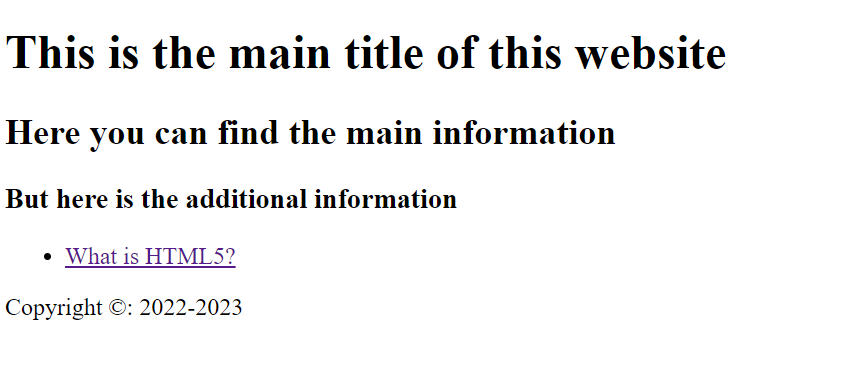 This is the main title of this website
Here you can find the main information
But here is the additional information
What is HTML5?
Copyright ©: 2022-2023